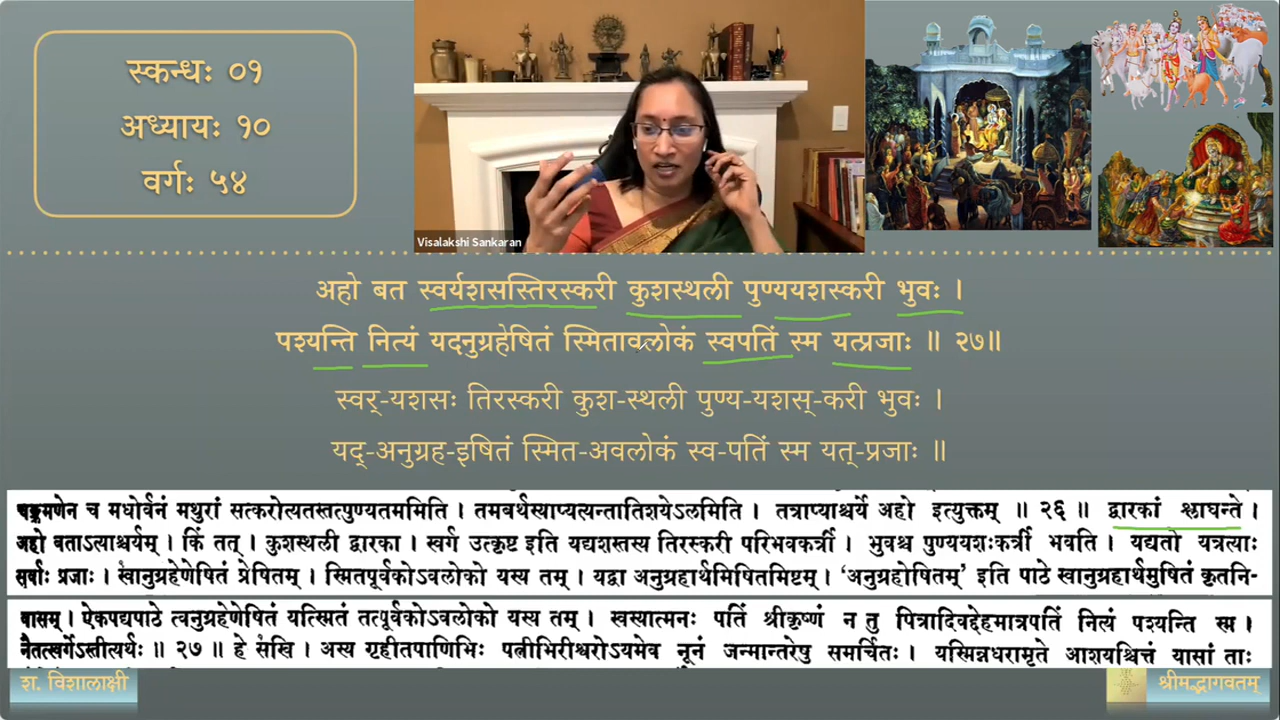 स्कन्धः ०१
अध्यायः १०
वर्गः ५४
Visalakshi Sankaran
अहो बत स्वर्यशसस्तिरस्करी कुशस्थली पुण्ययशस्करी भुवः ।
पश्यन्ति नित्यं यदनुग्रहेषितं स्मितावलोकं स्वपतिं स्म यत्प्रजाः ॥ २७॥
स्वर्-यशसः तिरस्करी कुश-स्थली पुण्य-यशस्-करी भुवः ।
यद्-अनुग्रह-इषितं स्मित-अवलोकं स्व-पतिं स्म यत्-प्रजाः ॥
चङ्क्रमणेन च मधोर्वनं मथुरां सत्करोत्यतस्तत्पुण्यतममिति । तमबर्थस्याप्यत्यन्तातिशयेऽलमिति । तत्राप्याश्चर्ये अहो इत्युक्तम् ॥ २६ ॥ द्वारकां श्लाघन्ते ।
अहो बताऽत्याश्चर्यम् । किं तत् । कुशस्थली द्वारका । स्वर्ग उत्कृष्ट इति यद्यशस्तस्य तिरस्करी परिभवकर्त्री । भुवश्च पुण्ययशःकर्त्री भवति । यद्यतो यत्रत्याः
सर्वाः प्रजाः । स्वानुग्रहेणेषितं प्रेषितम् । स्मितपूर्वकोऽवलोको यस्य तम् । यद्वा अनुग्रहार्थमिषितमिष्टम् । 'अनुग्रहोषितम्' इति पाठे स्वानुग्रहार्थमुषितं कृतनि-
वासम् । ऐकपद्यपाठे त्वनुग्रहेणेषितं यत्स्मितं तत्पूर्वकोऽवलोको यस्य तम् । स्वस्यात्मनः पतिं श्रीकृष्णं न तु पित्रादिवद्देहमात्रपतिं नित्यं पश्यन्ति स्म ।
नैतत्स्वर्गेऽस्तीत्यर्थः ॥ २७ ॥ हे सखि । अस्य गृहीतपाणिभिः पत्नीभिरीश्वरोऽयमेव नूनं जन्मान्तरेषु समर्चितः । यस्मिन्नधरामृते आशयश्चित्तं यासां ताः
श. विशालाक्षी
श्रीमद्भागवतम्